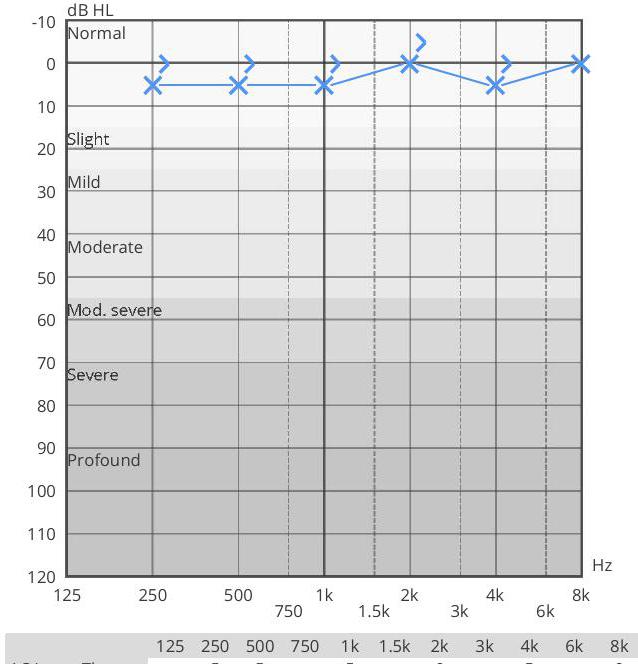 dB HL
-10
Normal
0
10
Slight
20
Mild
30
40
Moderate
50
Mod. severe
60
70
Severe
80
90
Profound
100
110
120
Hz
125 250 500 1k 2k 4k 8k
750 1.5k 3k 6k
125 250 500 750 1k 1.5k 2k 3k 4k 6k 8k